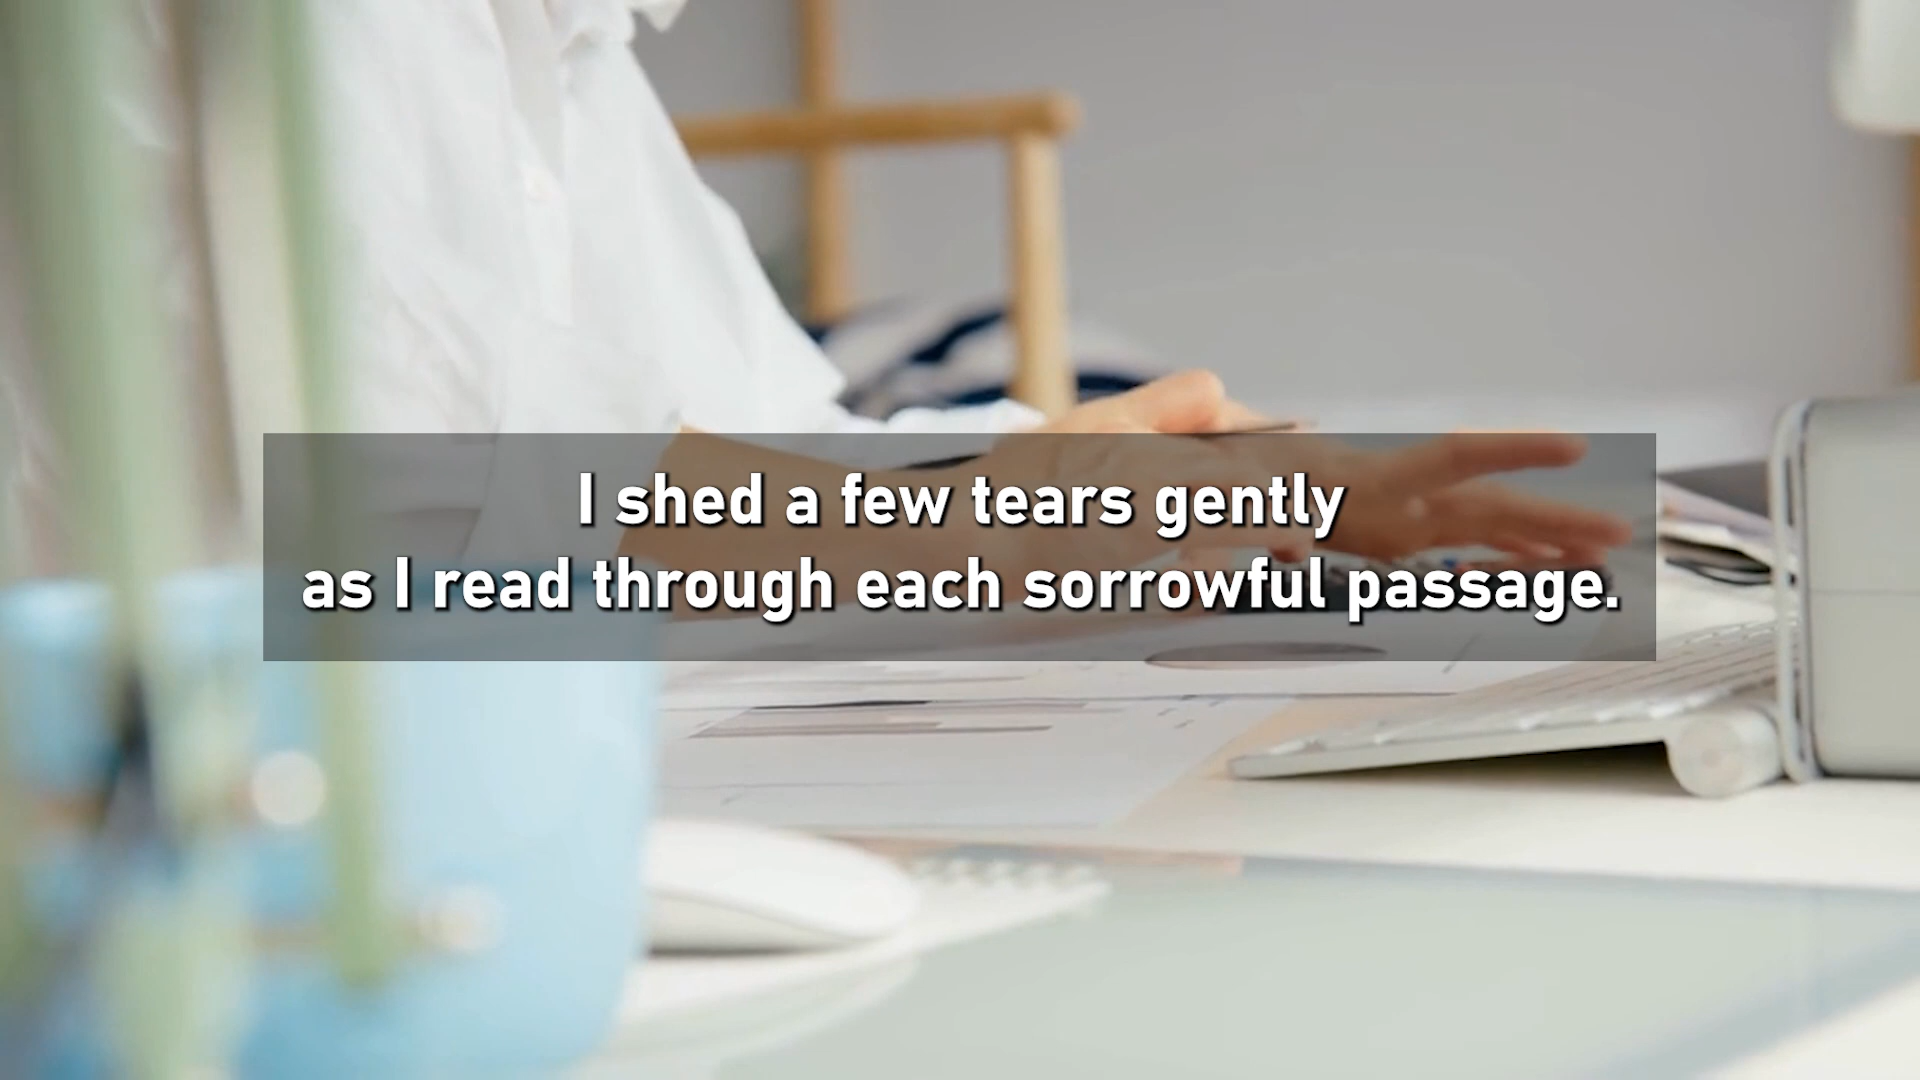 I shed a few tears gently
as I read through each sorrowful passage.